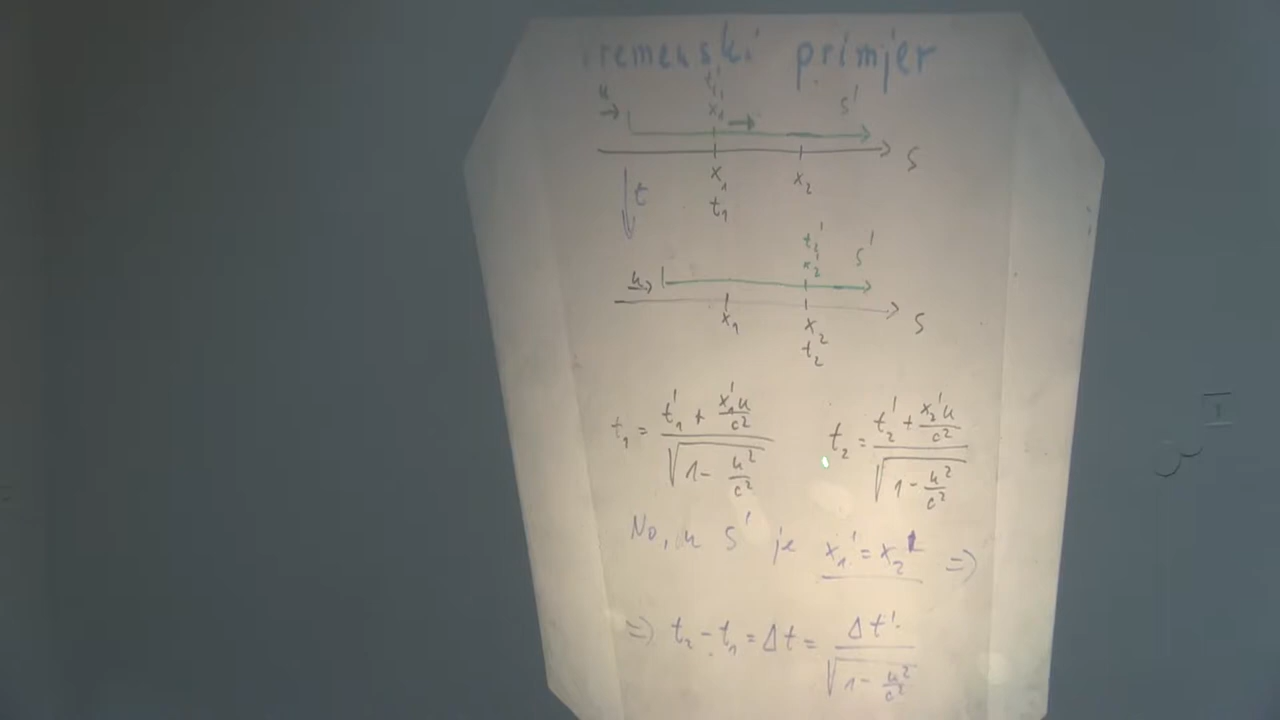 Vremenski primjer
u t₁'
x₁' → S'
S
x₁ x₂
t₁
t
t₂' S'
x₂'
u
S
x₁ x₂
t₂
t₁ = (t₁' + x₁'u/c²) / √(1 - u²/c²) t₂ = (t₂' + x₂'u/c²) / √(1 - u²/c²)
No, u S' je x₁' = x₂' ⇒
⇒ t₂ - t₁ = Δt = Δt' / √(1 - u²/c²)